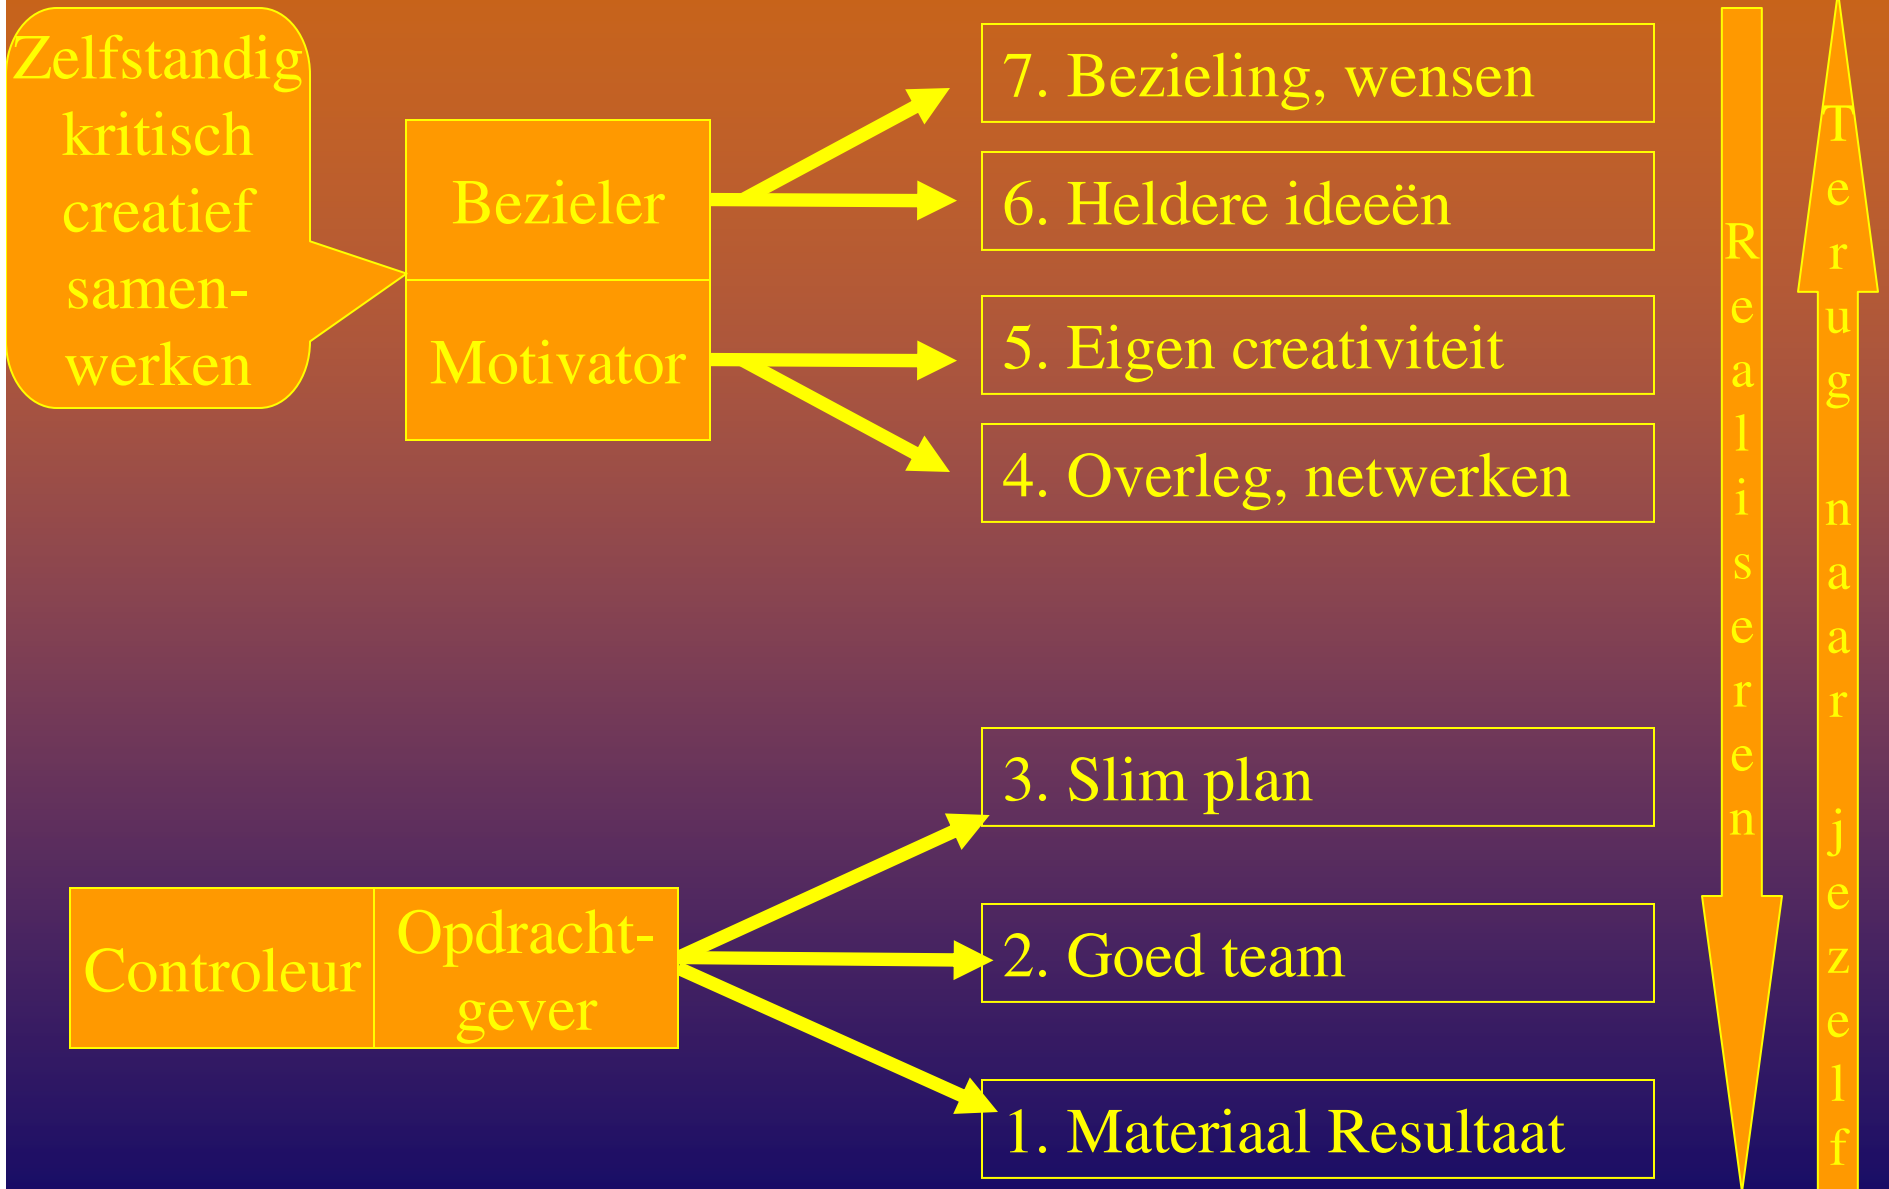 Zelfstandig
kritisch
creatief
samen-
werken
Bezieler
Motivator
7. Bezieling, wensen
6. Heldere ideeën
5. Eigen creativiteit
4. Overleg, netwerken
3. Slim plan
2. Goed team
1. Materiaal Resultaat
Controleur
Opdracht-
gever
Realiseren
Terug naar jezelf